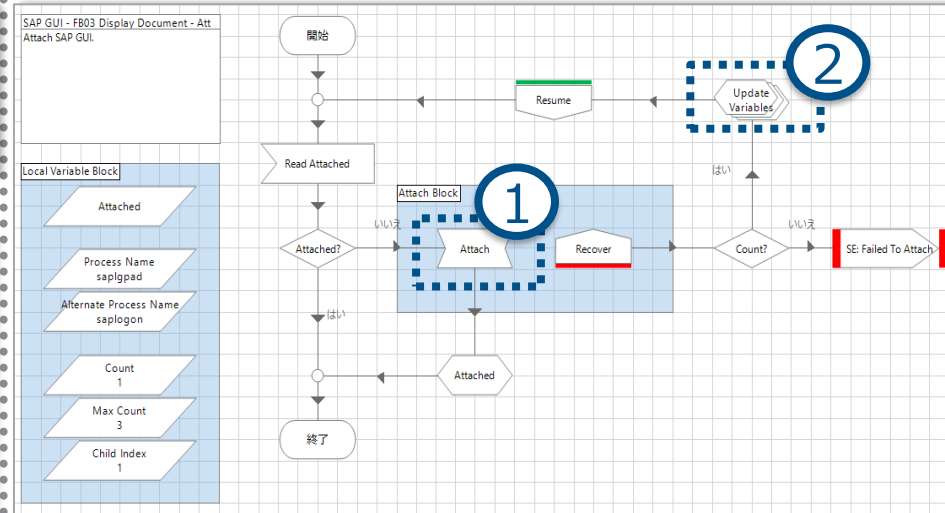 SAP GUI - FB03 Display Document - Att
Attach SAP GUI.
開始
2
Update
Variables
Resume
はい
Read Attached
Local Variable Block
Attached
Attach Block
1
いいえ
いいえ
Attached?
Attach
Recover
Count?
SE: Failed To Attach
Process Name
saplgpad
Alternate Process Name
saplogon
はい
Count
1
Attached
Max Count
3
終了
Child Index
1